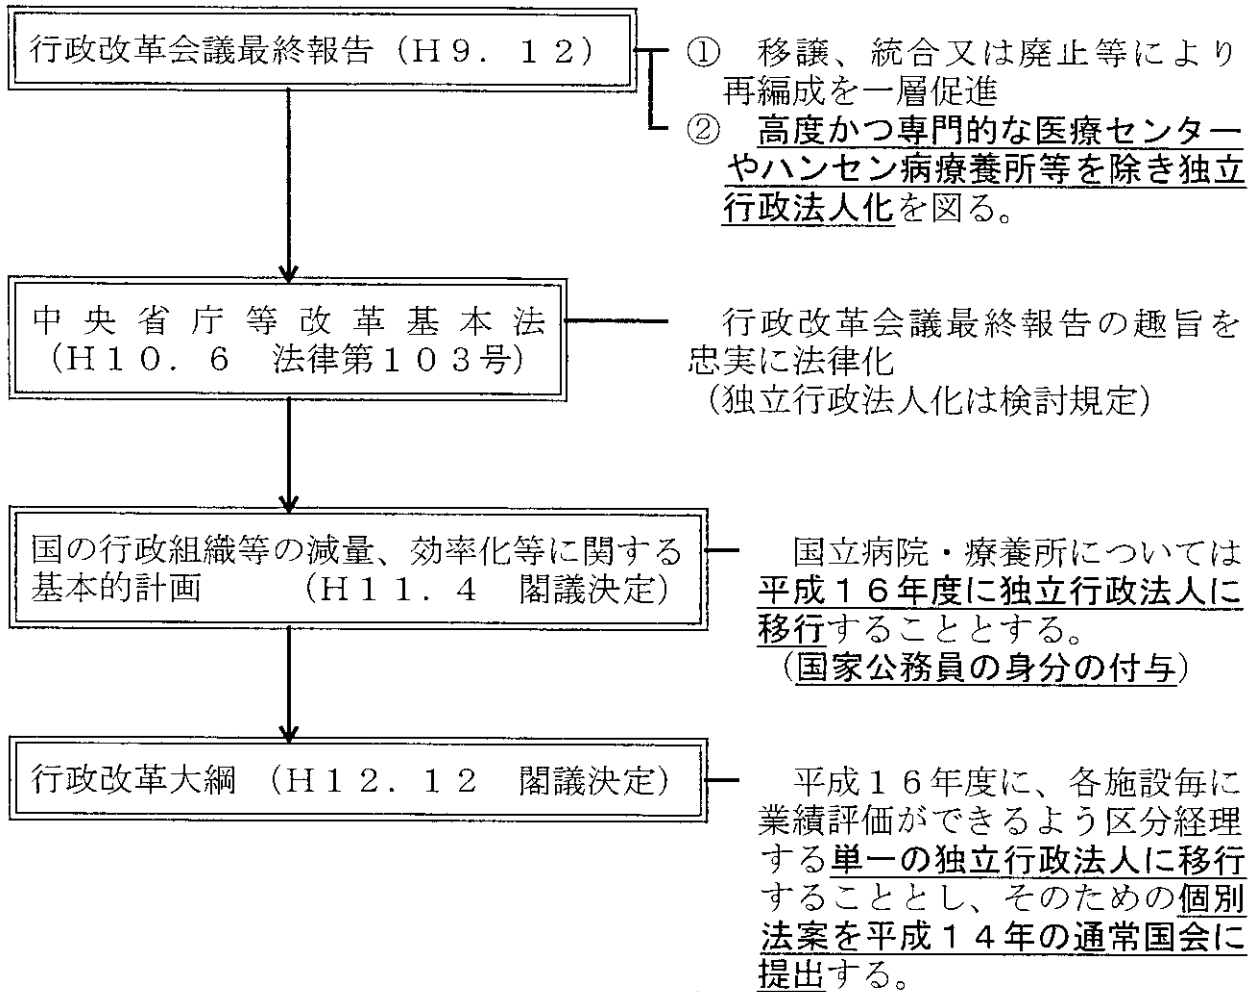 行政改革会議最終報告（Ｈ９．１２）
① 移譲、統合又は廃止等により
再編成を一層促進
② 高度かつ専門的な医療センター
やハンセン病療養所等を除き独立
行政法人化を図る。
中央省庁等改革基本法
（Ｈ１０．６ 法律第１０３号）
行政改革会議最終報告の趣旨を
忠実に法律化
（独立行政法人化は検討規定）
国の行政組織等の減量、効率化等に関する
基本的計画 （Ｈ１１．４ 閣議決定）
国立病院・療養所については
平成１６年度に独立行政法人に
移行することとする。
（国家公務員の身分の付与）
行政改革大綱 （Ｈ１２．１２ 閣議決定）
平成１６年度に、各施設毎に
業績評価ができるよう区分経理
する単一の独立行政法人に移行
することとし、そのための個別
法案を平成１４年の通常国会に
提出する。